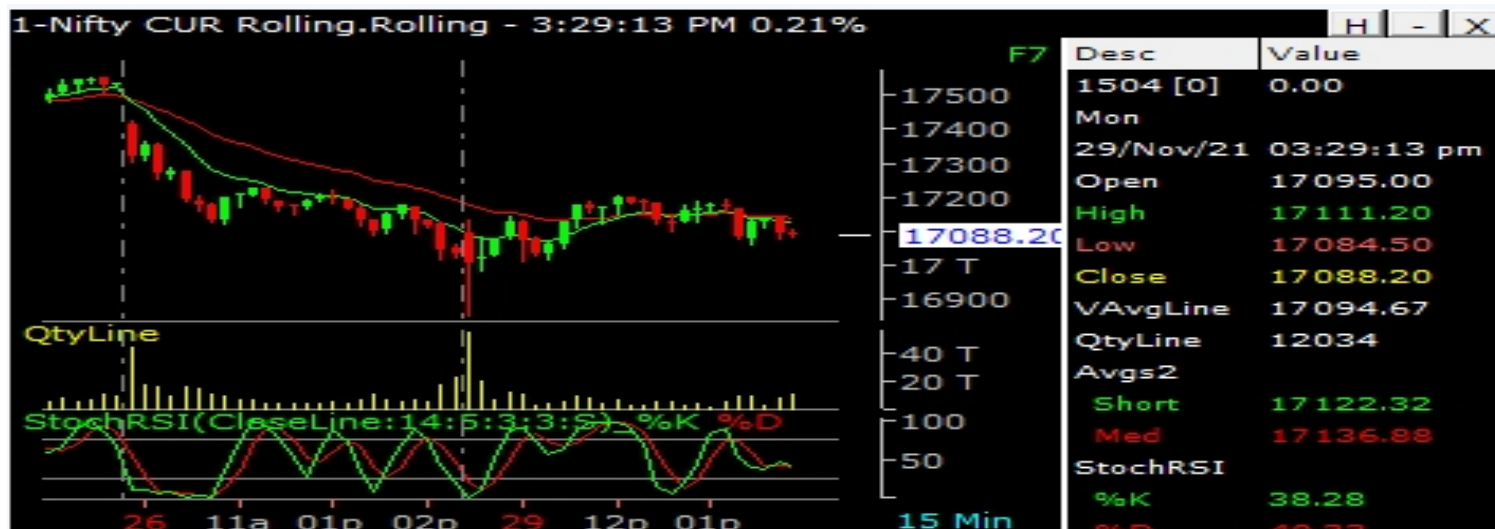 1-Nifty CUR Rolling.Rolling - 3:29:13 PM 0.21%
H - X
F7
17500
17400
17300
17200
17088.20
17 T
16900
QtyLine
40 T
20 T
StochRSI(CloseLine:14:5:3:3:S) %K %D
100
50
26 11a 01p 02p 29 12p 01p
15 Min
Desc Value
1504 [0] 0.00
Mon
29/Nov/21 03:29:13 pm
Open 17095.00
High 17111.20
Low 17084.50
Close 17088.20
VAvgLine 17094.67
QtyLine 12034
Avgs2
Short 17122.32
Med 17136.88
StochRSI
%K 38.28